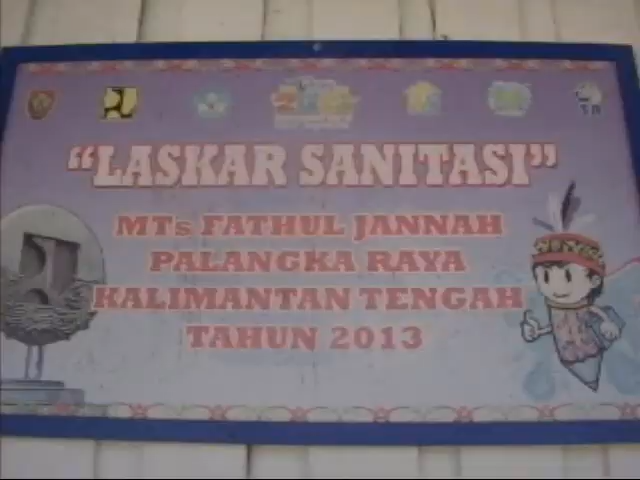 "LASKAR SANITASI"
MTs FATHUL JANNAH
PALANGKA RAYA
KALIMANTAN TENGAH
TAHUN 2013